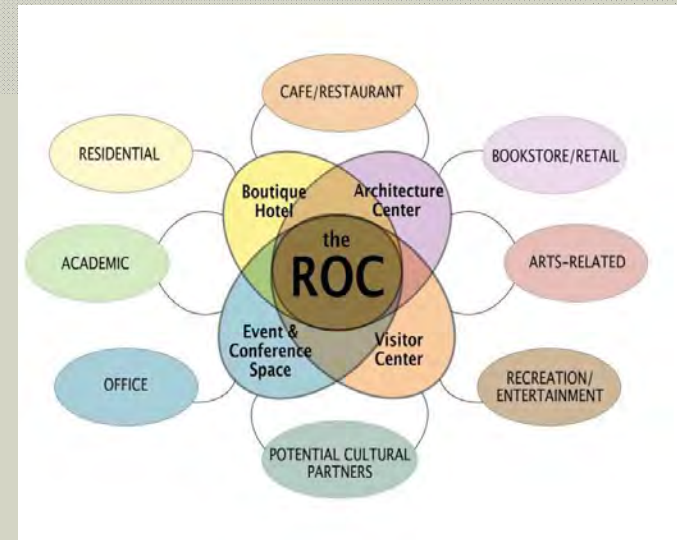 CAFE/RESTAURANT
RESIDENTIAL
BOOKSTORE/RETAIL
Boutique
Hotel
Architecture
Center
the
ROC
ACADEMIC
ARTS-RELATED
Event &
Conference
Space
Visitor
Center
OFFICE
RECREATION/
ENTERTAINMENT
POTENTIAL CULTURAL
PARTNERS